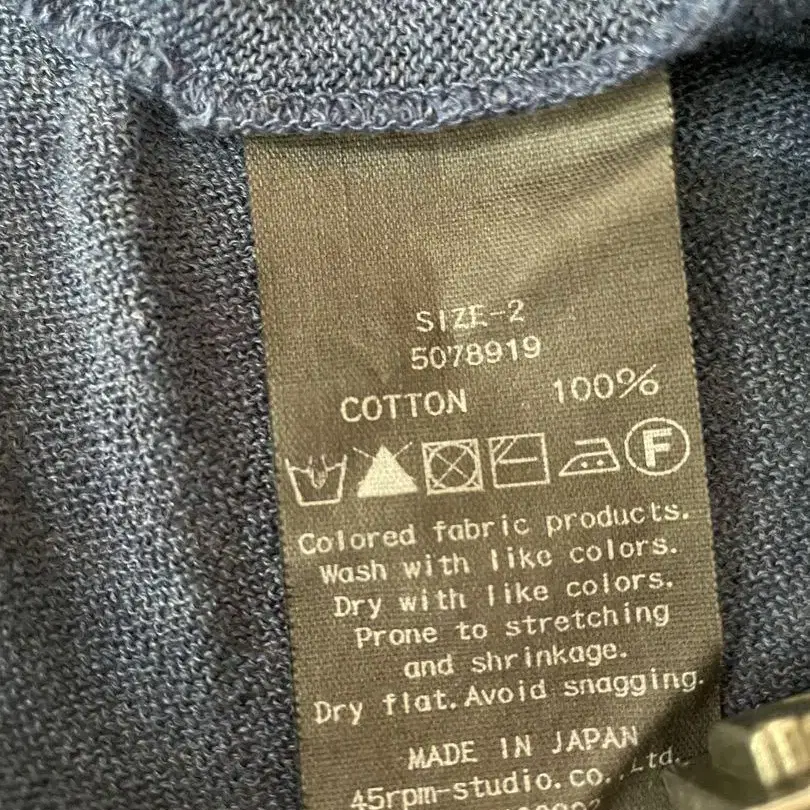 SIZE-2
5078919
COTTON 100%
F
Colored fabric products.
Wash with like colors.
Dry with like colors.
Prone to stretching
and shrinkage.
Dry flat.Avoid snagging.
MADE IN JAPAN
45rpm-studio.co.,Ltd.